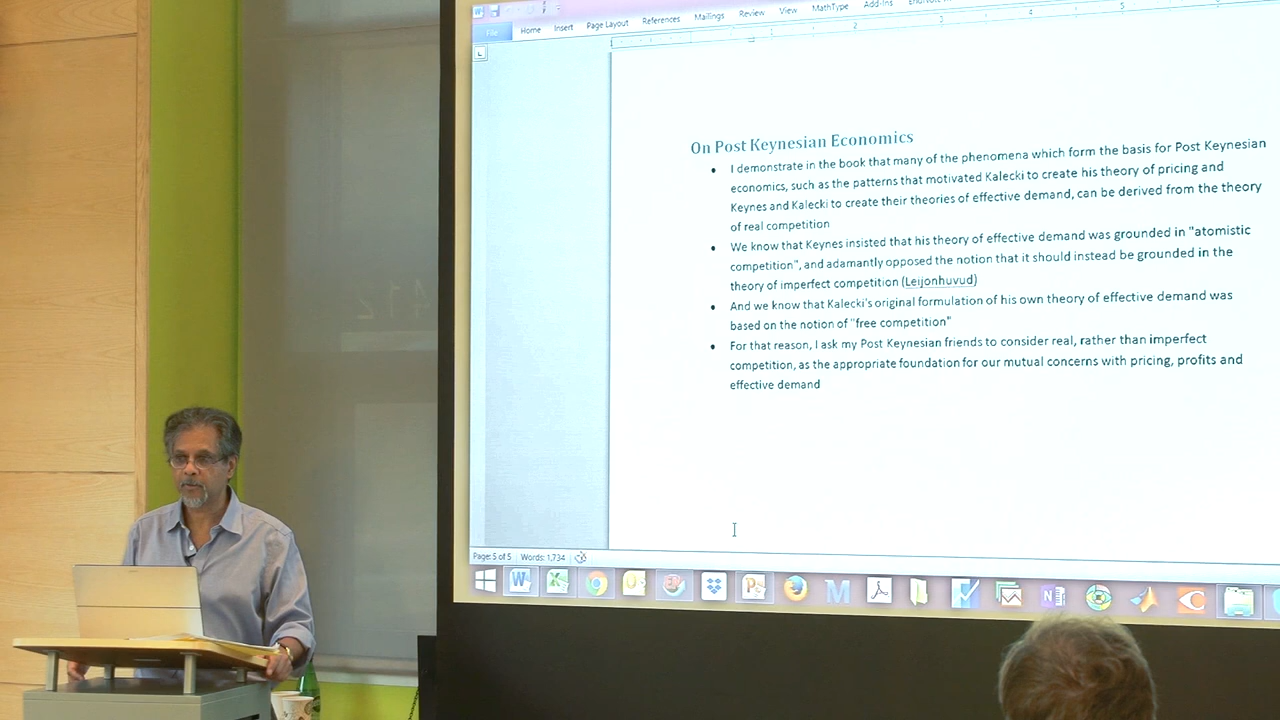 File Home Insert Page Layout References Mailings Review View MathType Add-Ins
1 2 3 4 5
On Post Keynesian Economics
• I demonstrate in the book that many of the phenomena which form the basis for Post Keynesian
economics, such as the patterns that motivated Kalecki to create his theory of pricing and
Keynes and Kalecki to create their theories of effective demand, can be derived from the theory
of real competition
• We know that Keynes insisted that his theory of effective demand was grounded in "atomistic
competition", and adamantly opposed the notion that it should instead be grounded in the
theory of imperfect competition (Leijonhuvud)
• And we know that Kalecki's original formulation of his own theory of effective demand was
based on the notion of "free competition"
• For that reason, I ask my Post Keynesian friends to consider real, rather than imperfect
competition, as the appropriate foundation for our mutual concerns with pricing, profits and
effective demand
Page: 5 of 5 Words: 1,734